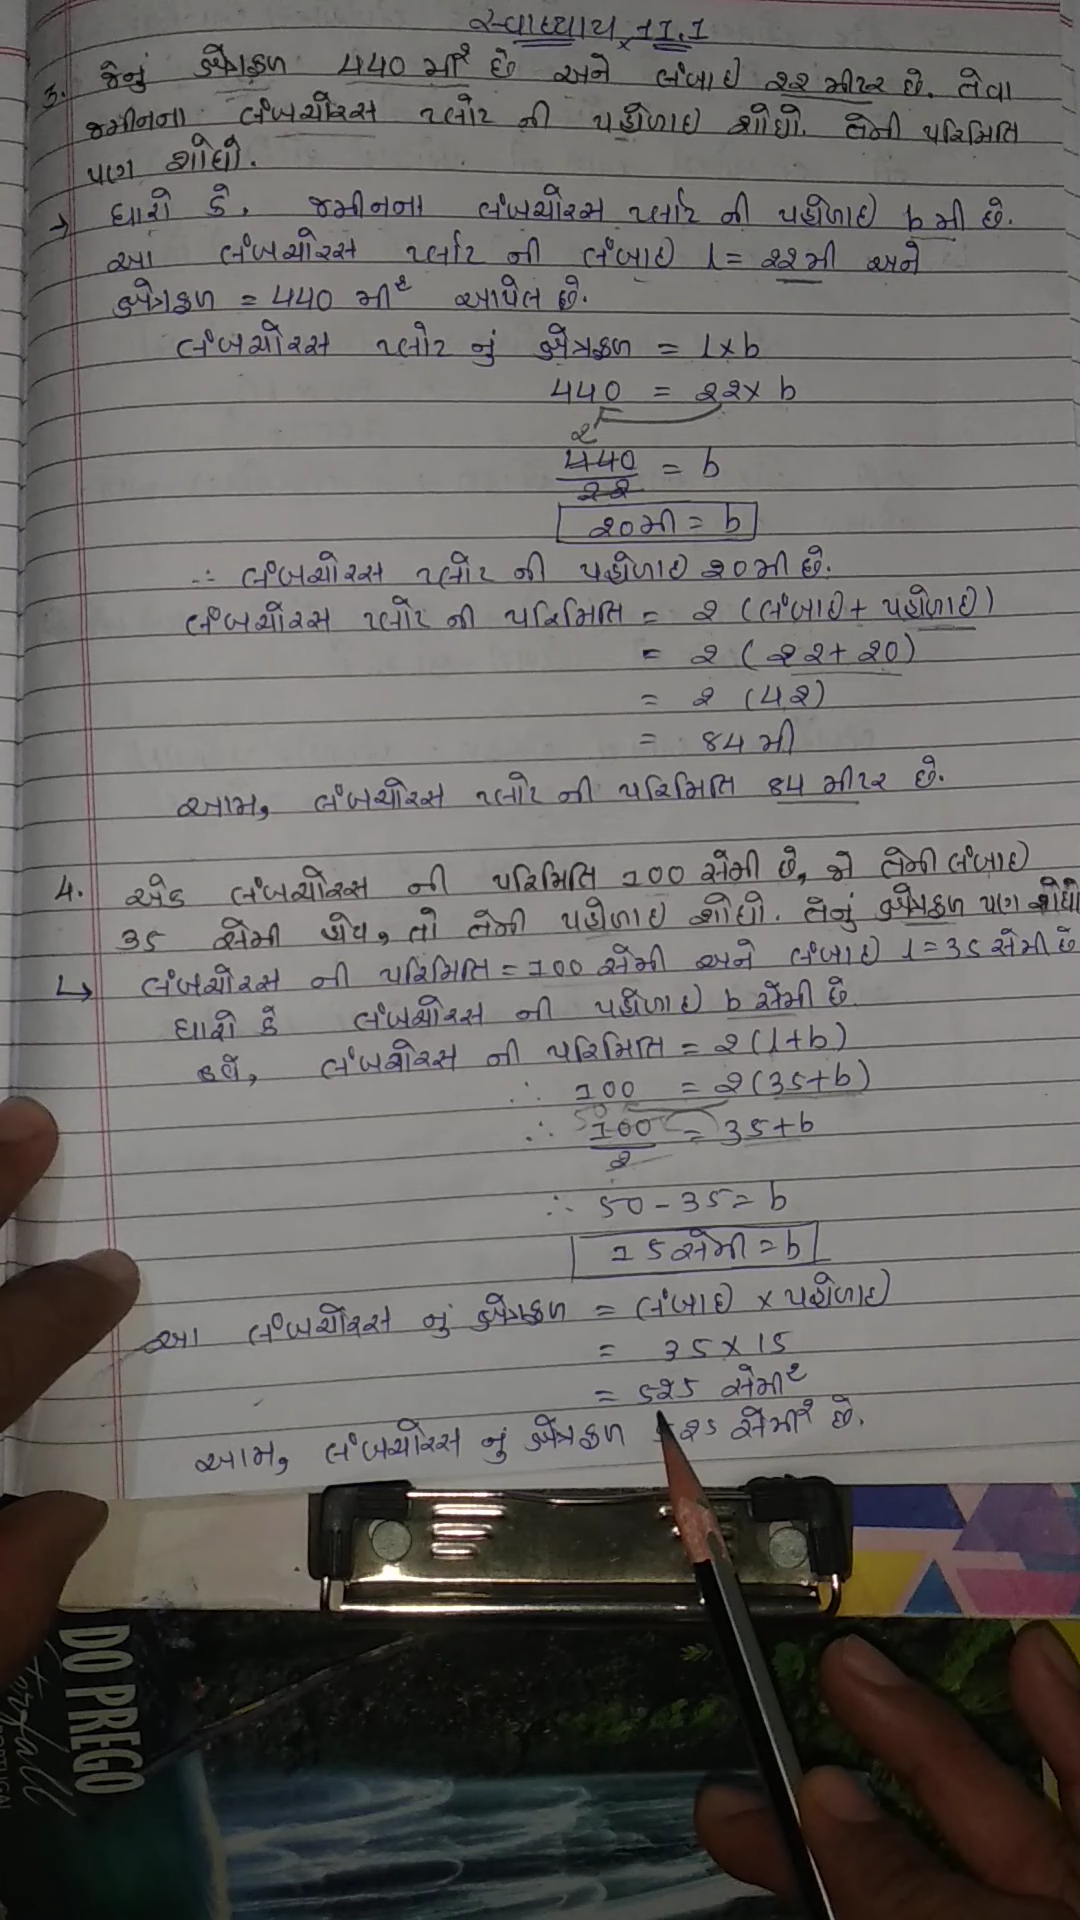 સ્વાધ્યાય 11.1
3. જેનું ક્ષેત્રફળ 440 મી² છે અને લંબાઇ 22 મીટર છે. તેવા
જમીનના લંબચોરસ પ્લોટ ની પહોળાઇ શોધો. તેની પરિમિતિ
પણ શોધો.
→ ધારો કે, જમીનના લંબચોરસ પ્લોટ ની પહોળાઇ b મી છે.
આ લંબચોરસ પ્લોટ ની લંબાઇ l = 22 મી અને
ક્ષેત્રફળ = 440 મી² આપેલ છે.
લંબચોરસ પ્લોટ નું ક્ષેત્રફળ = l × b
440 = 22 × b
2
440/22 = b
20 મી = b
∴ લંબચોરસ પ્લોટ ની પહોળાઇ 20 મી છે.
લંબચોરસ પ્લોટ ની પરિમિતિ = 2 (લંબાઇ + પહોળાઇ)
= 2 (22 + 20)
= 2 (42)
= 84 મી
આમ, લંબચોરસ પ્લોટ ની પરિમિતિ 84 મીટર છે.
4. એક લંબચોરસ ની પરિમિતિ 100 સેમી છે, જો તેની લંબાઇ
35 સેમી હોય, તો તેની પહોળાઇ શોધો. તેનું ક્ષેત્રફળ પણ શોધો
↳ લંબચોરસ ની પરિમિતિ = 100 સેમી અને લંબાઇ l = 35 સેમી છે
ધારો કે લંબચોરસ ની પહોળાઇ b સેમી છે.
હવે, લંબચોરસ ની પરિમિતિ = 2 (l + b)
∴ 100 = 2 (35 + b)
50
∴ 100/2 = 35 + b
∴ 50 - 35 = b
15 સેમી = b
આ લંબચોરસ નું ક્ષેત્રફળ = લંબાઇ × પહોળાઇ
= 35 × 15
= 525 સેમી²
આમ, લંબચોરસ નું ક્ષેત્રફળ 525 સેમી² છે.
DO PREGO